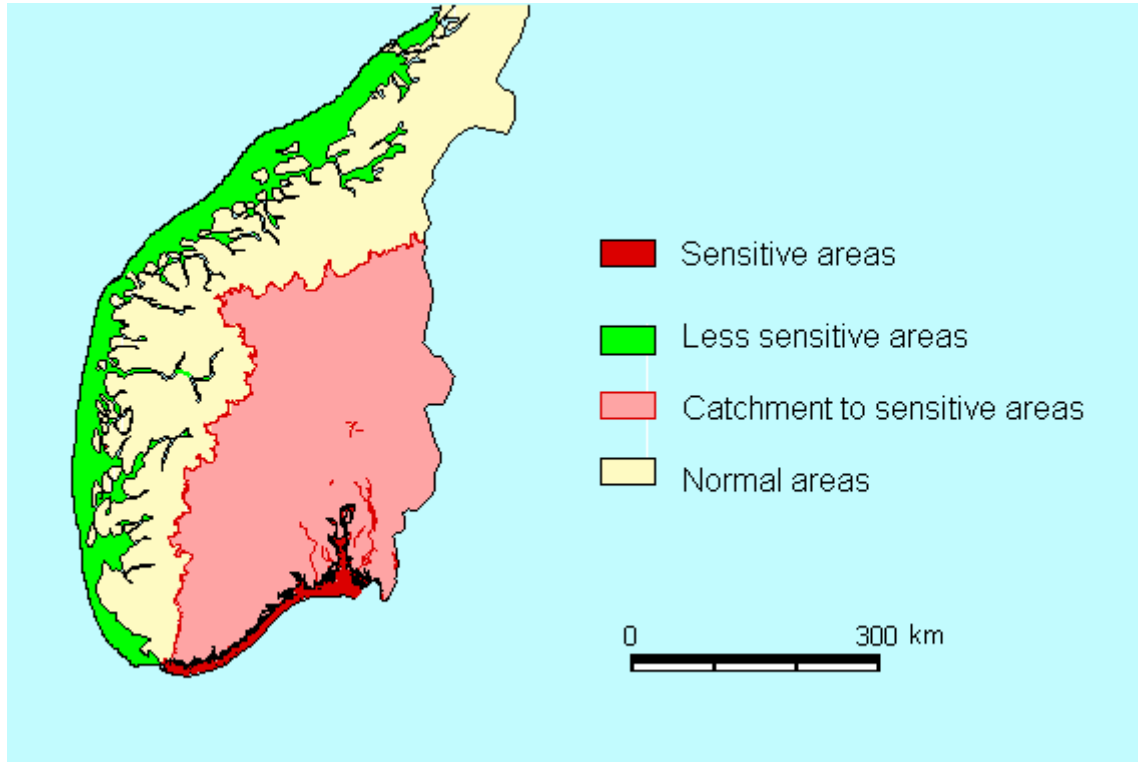 Sensitive areas
Less sensitive areas
Catchment to sensitive areas
Normal areas
0 300 km